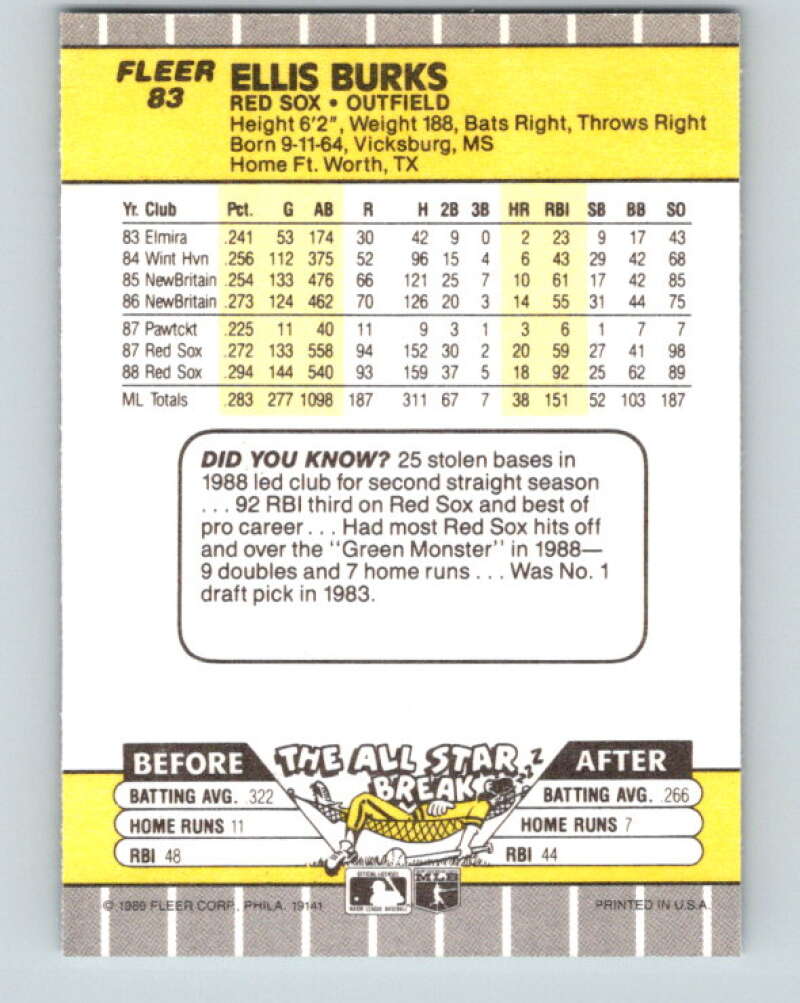 FLEER
83
ELLIS BURKS
RED SOX • OUTFIELD
Height 6'2", Weight 188, Bats Right, Throws Right
Born 9-11-64, Vicksburg, MS
Home Ft. Worth, TX
Yr. Club Pct. G AB R H 2B 3B HR RBI SB BB SO
83 Elmira .241 53 174 30 42 9 0 2 23 9 17 43
84 Wint Hvn .256 112 375 52 96 15 4 6 43 29 42 68
85 NewBritain .254 133 476 66 121 25 7 10 61 17 42 85
86 NewBritain .273 124 462 70 126 20 3 14 55 31 44 75
87 Pawtckt .225 11 40 11 9 3 1 3 6 1 7 7
87 Red Sox .272 133 558 94 152 30 2 20 59 27 41 98
88 Red Sox .294 144 540 93 159 37 5 18 92 25 62 89
ML Totals .283 277 1098 187 311 67 7 38 151 52 103 187
DID YOU KNOW? 25 stolen bases in
1988 led club for second straight season
. . . 92 RBI third on Red Sox and best of
pro career . . . Had most Red Sox hits off
and over the "Green Monster" in 1988—
9 doubles and 7 home runs . . . Was No. 1
draft pick in 1983.
BEFORE
THE ALL STAR
BREAK
ZZZZ
AFTER
BATTING AVG. .322
HOME RUNS 11
RBI 48
BATTING AVG. .266
HOME RUNS 7
RBI 44
OFFICIAL LICENSEE
MAJOR LEAGUE BASEBALL
MLB
© 1989 FLEER CORP., PHILA. 19141
PRINTED IN U.S.A.